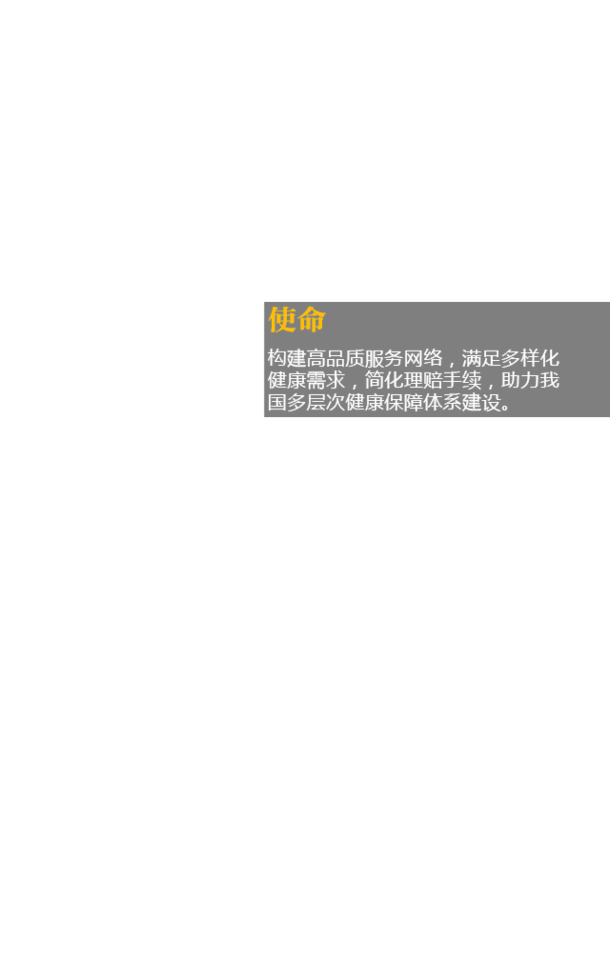 使命
构建高品质服务网络，满足多样化
健康需求，简化理赔手续，助力我
国多层次健康保障体系建设。